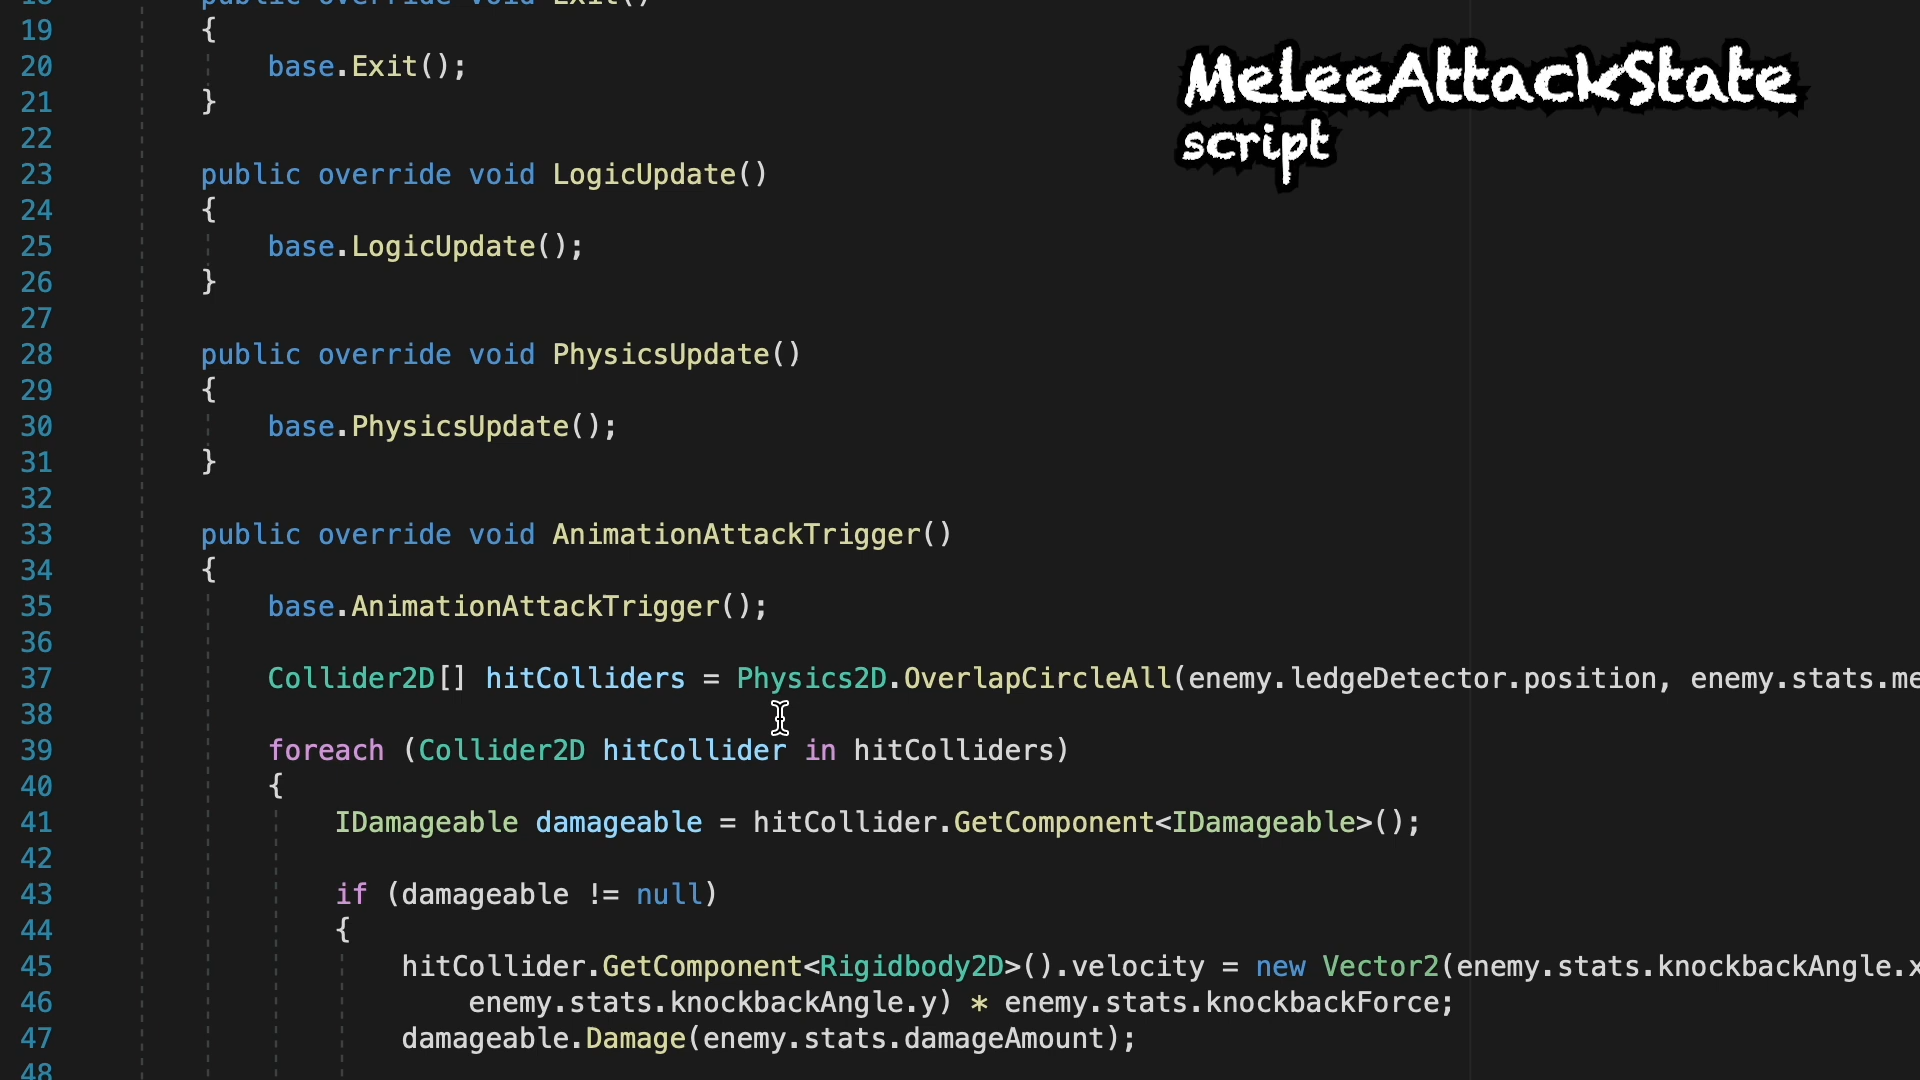 public override void Exit()
19 {
20 base.Exit();
21 }
22
23 public override void LogicUpdate()
24 {
25 base.LogicUpdate();
26 }
27
28 public override void PhysicsUpdate()
29 {
30 base.PhysicsUpdate();
31 }
32
33 public override void AnimationAttackTrigger()
34 {
35 base.AnimationAttackTrigger();
36
37 Collider2D[] hitColliders = Physics2D.OverlapCircleAll(enemy.ledgeDetector.position, enemy.stats.me
38
39 foreach (Collider2D hitCollider in hitColliders)
40 {
41 IDamageable damageable = hitCollider.GetComponent<IDamageable>();
42
43 if (damageable != null)
44 {
45 hitCollider.GetComponent<Rigidbody2D>().velocity = new Vector2(enemy.stats.knockbackAngle.x
46 enemy.stats.knockbackAngle.y) * enemy.stats.knockbackForce;
47 damageable.Damage(enemy.stats.damageAmount);
48
MeleeAttackState
script